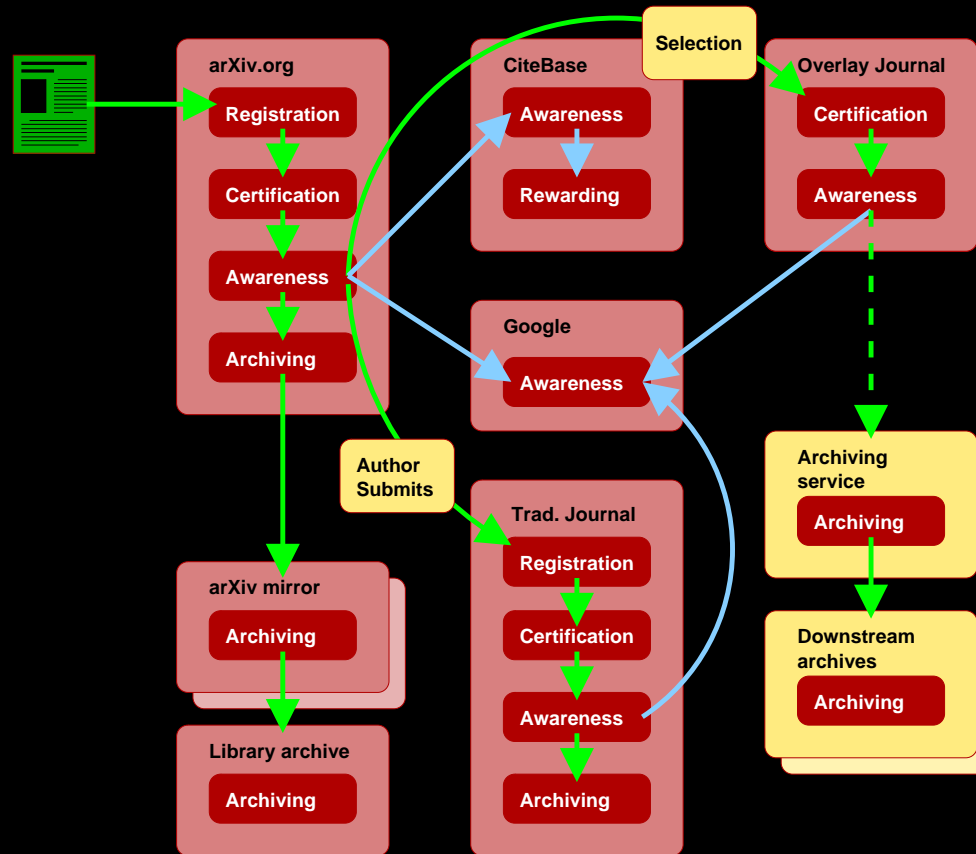 arXiv.org
Registration
Certification
Awareness
Archiving
arXiv mirror
Archiving
Library archive
Archiving
CiteBase
Awareness
Rewarding
Google
Awareness
Author
Submits
Trad. Journal
Registration
Certification
Awareness
Archiving
Selection
Overlay Journal
Certification
Awareness
Archiving
service
Archiving
Downstream
archives
Archiving